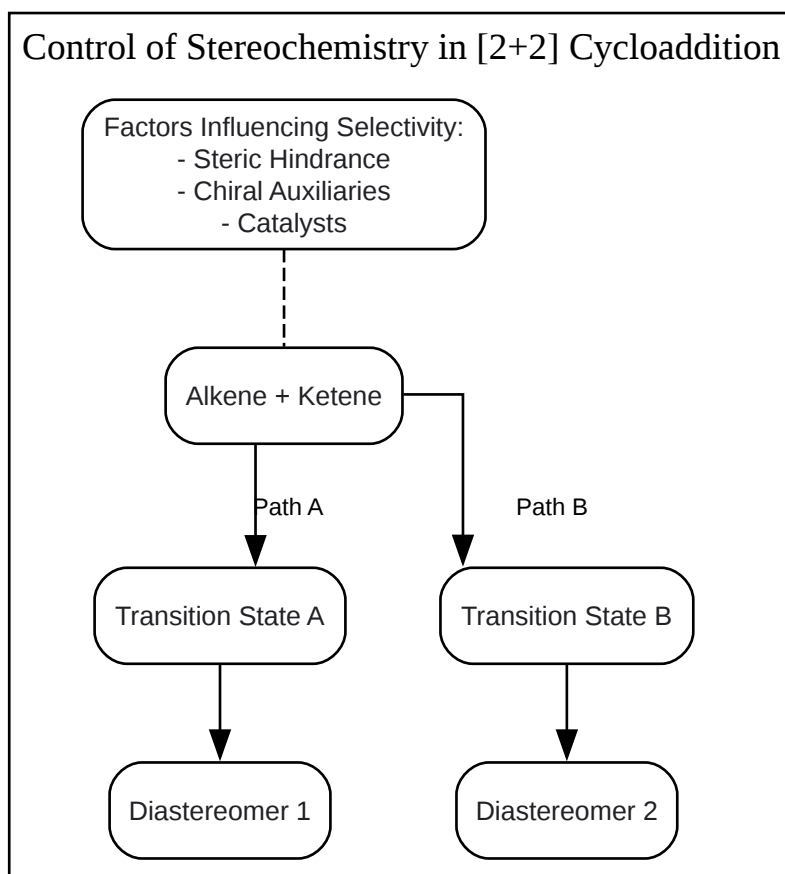 Control of Stereochemistry in [2+2] Cycloaddition
Factors Influencing Selectivity:
- Steric Hindrance
- Chiral Auxiliaries
- Catalysts
Alkene + Ketene
Path A
Path B
Transition State A
Transition State B
Diastereomer 1
Diastereomer 2